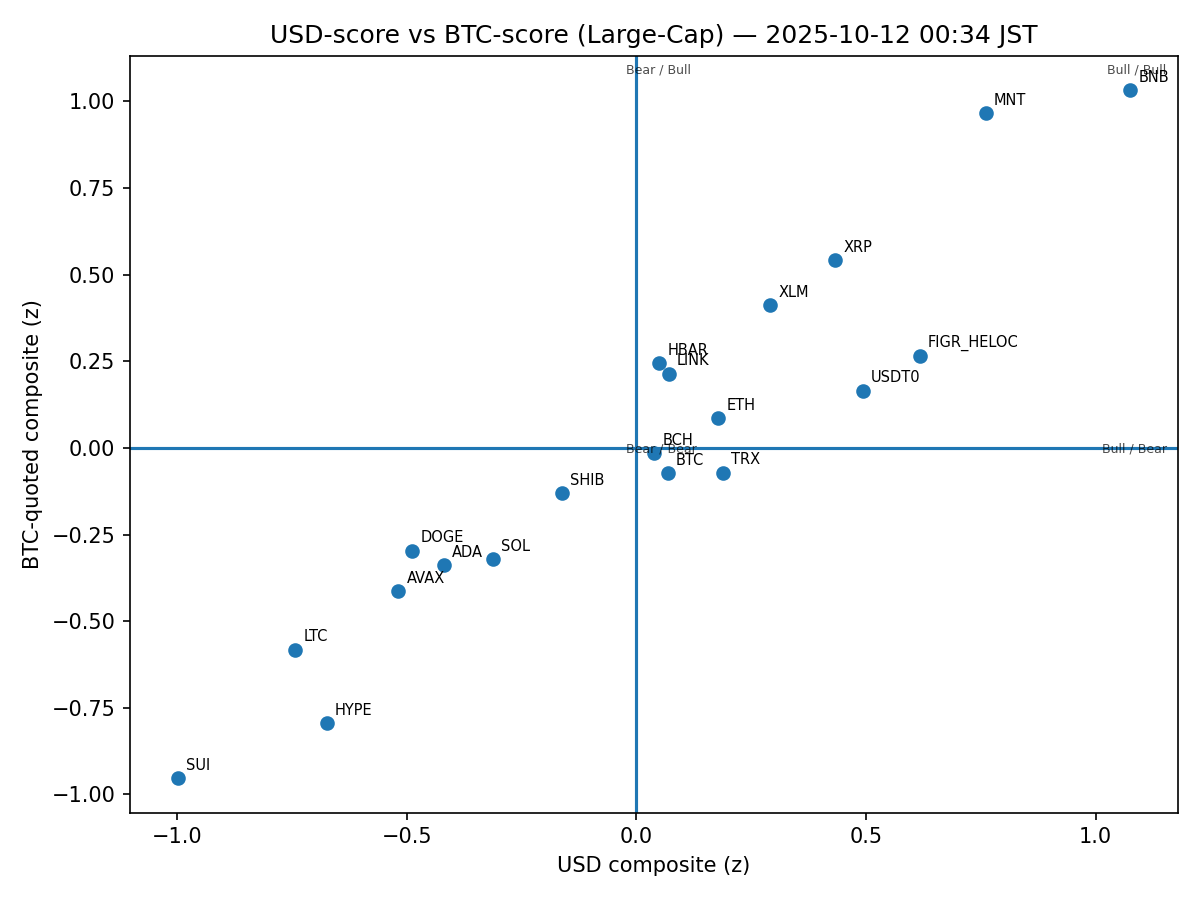 USD-score vs BTC-score (Large-Cap) — 2025-10-12 00:34 JST
Bear / Bull
Bull / Bull
BNB
1.00
MNT
0.75
XRP
0.50
XLM
HBAR
LINK
FIGR_HELOC
0.25
USDT0
ETH
BCH
0.00
Bear / Bear
Bull / Bear
BTC
TRX
SHIB
−0.25
DOGE
ADA
SOL
AVAX
−0.50
LTC
−0.75
HYPE
SUI
−1.00
BTC-quoted composite (z)
−1.0
−0.5
0.0
0.5
1.0
USD composite (z)